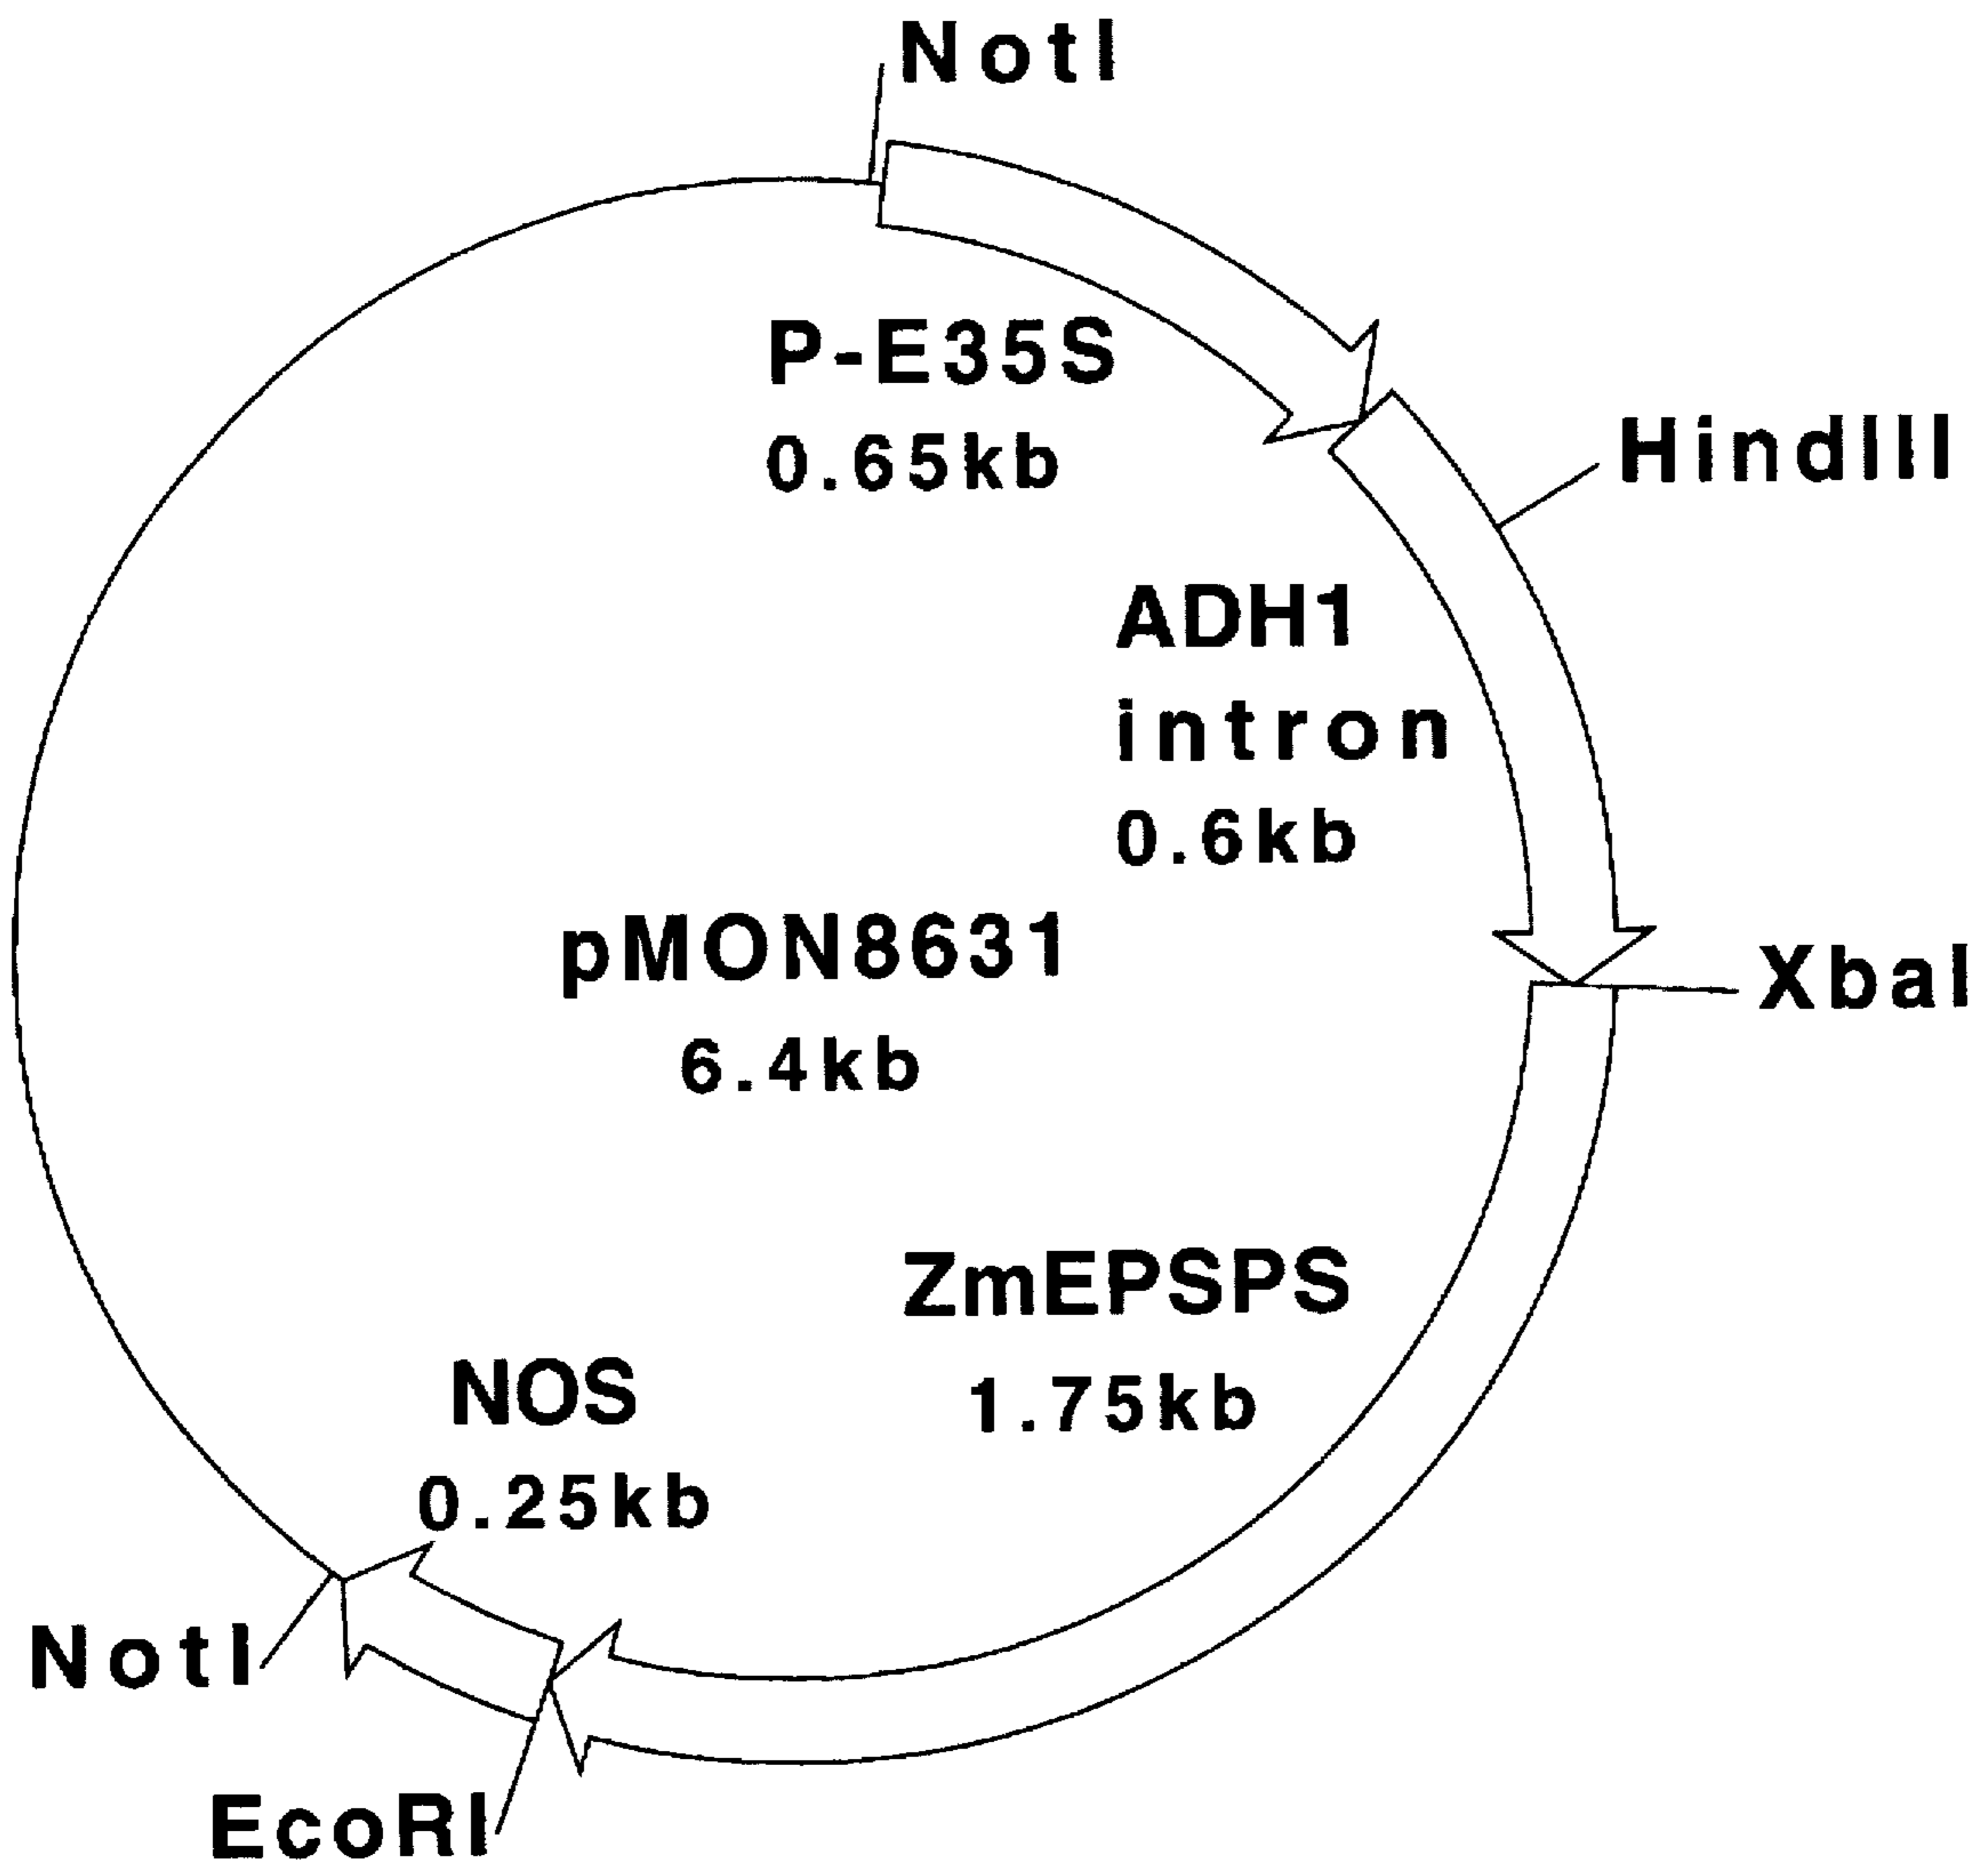 NotI
P-E35S
0.65kb
HindIII
ADH1
intron
0.6kb
pMON8631
6.4kb
XbaI
ZmEPSPS
1.75kb
NOS
0.25kb
NotI
EcoRI